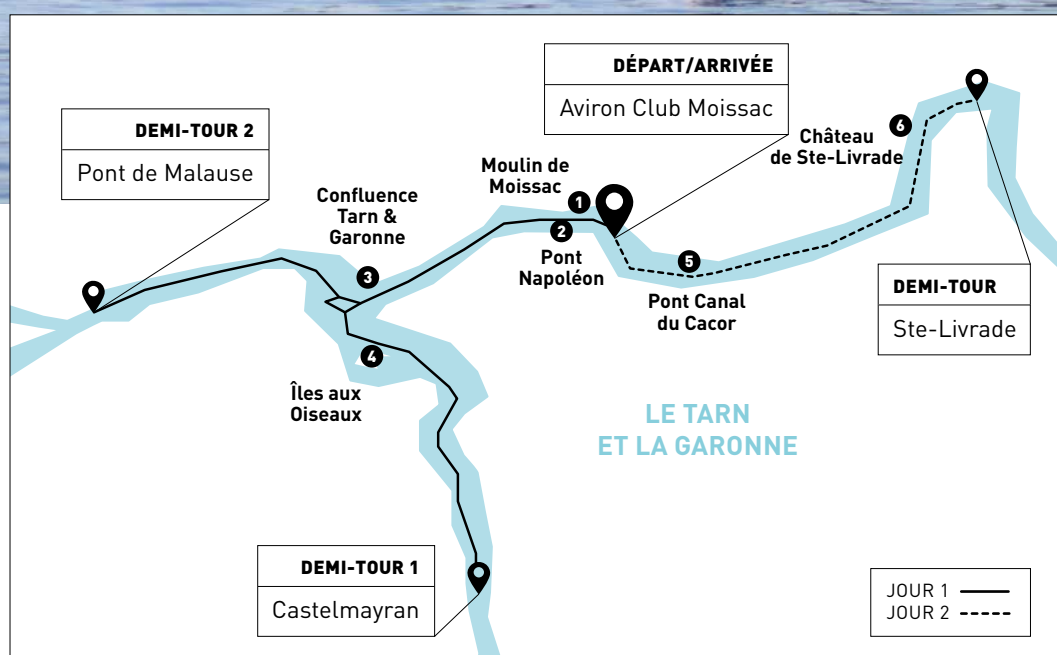 DÉPART/ARRIVÉE
Aviron Club Moissac
DEMI-TOUR 2
Pont de Malause
6
Château
de Ste-Livrade
Moulin de
Moissac
1
Confluence
Tarn &
Garonne
2
Pont
Napoléon
3
5
Pont Canal
du Cacor
DEMI-TOUR
Ste-Livrade
4
Îles aux
Oiseaux
LE TARN
ET LA GARONNE
DEMI-TOUR 1
Castelmayran
JOUR 1
JOUR 2